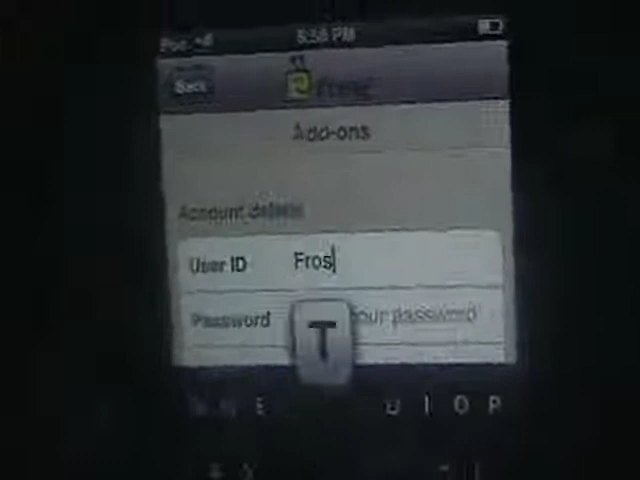 5:58 PM
Back
Add-ons
Account details
User ID Fros
Password your password
T
E U I O P